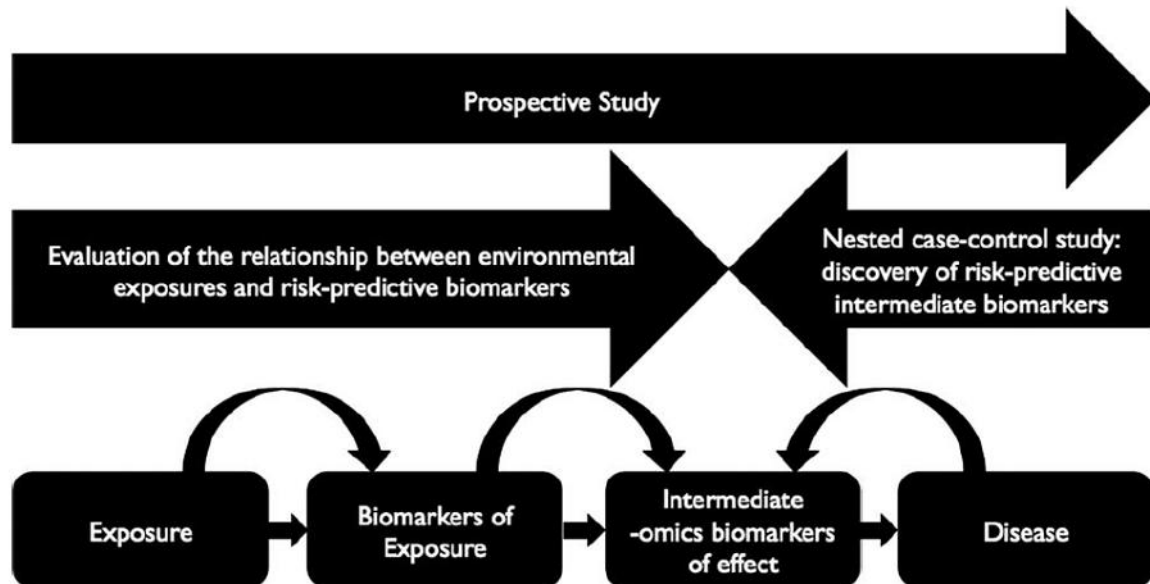 Prospective Study
Evaluation of the relationship between environmental
exposures and risk-predictive biomarkers
Nested case-control study:
discovery of risk-predictive
intermediate biomarkers
Exposure
Biomarkers of
Exposure
Intermediate
-omics biomarkers
of effect
Disease